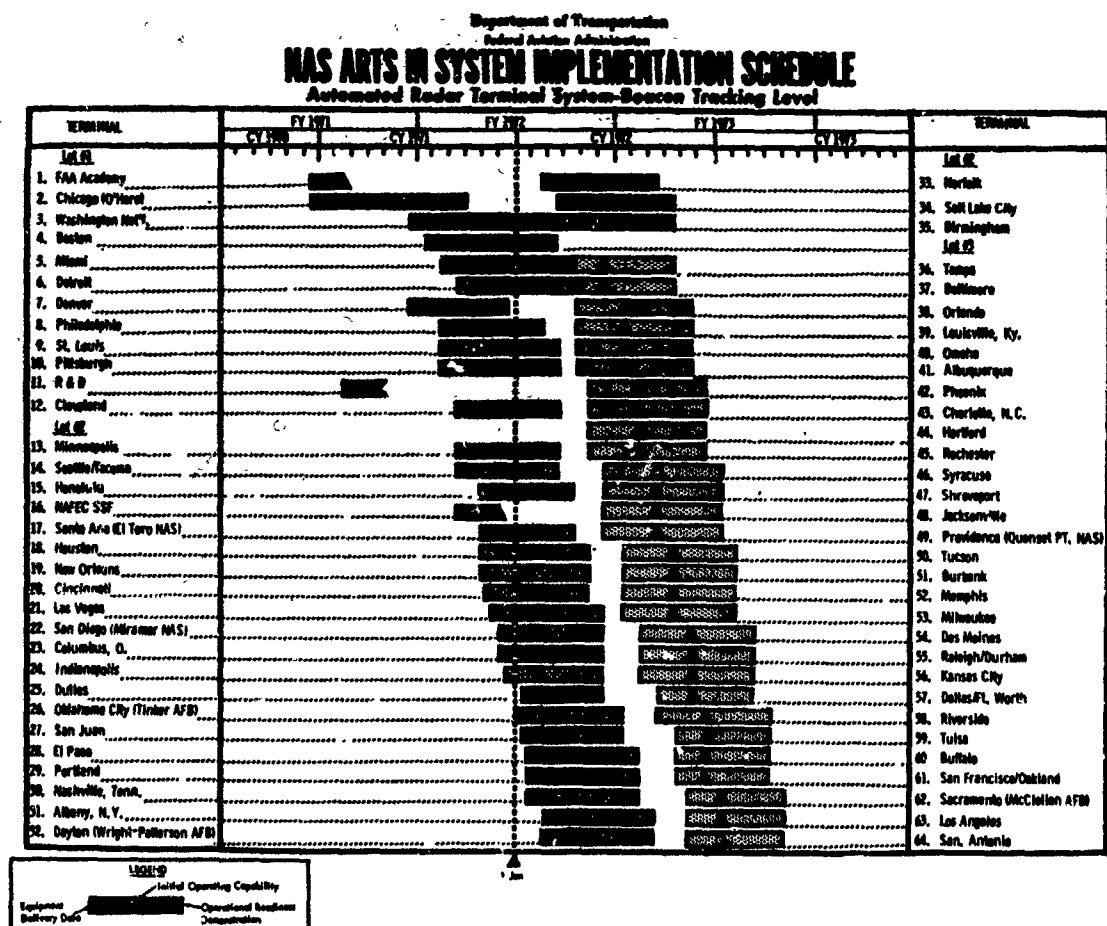 Department of Transportation
Federal Aviation Administration
NAS ARTS III SYSTEM IMPLEMENTATION SCHEDULE
Automated Radar Terminal System-Beacon Tracking Level
TERMINAL
FY 1971
FY 1972
FY 1973
TERMINAL
CY 1971
CY 1972
CY 1973
Lot #1
1. FAA Academy
2. Chicago (O'Hare)
3. Washington Nat'l.
4. Boston
5. Miami
6. Detroit
7. Denver
8. Philadelphia
9. St. Louis
10. Pittsburgh
11. R & D
12. Cleveland
Lot #2
13. Minneapolis
14. Seattle/Tacoma
15. Honolulu
16. NAFEC SSF
17. Santa Ana (El Toro NAS)
18. Houston
19. New Orleans
20. Cincinnati
21. Las Vegas
22. San Diego (Miramar NAS)
23. Columbus, O.
24. Indianapolis
25. Dulles
26. Oklahoma City (Tinker AFB)
27. San Juan
28. El Paso
29. Portland
30. Nashville, Tenn.
31. Albany, N.Y.
32. Dayton (Wright-Patterson AFB)
Lot #2
33. Norfolk
34. Salt Lake City
35. Birmingham
Lot #3
36. Tampa
37. Baltimore
38. Orlando
39. Louisville, Ky.
40. Omaha
41. Albuquerque
42. Phoenix
43. Charlotte, N.C.
44. Hartford
45. Rochester
46. Syracuse
47. Shreveport
48. Jacksonville
49. Providence (Quonset PT. NAS)
50. Tucson
51. Burbank
52. Memphis
53. Milwaukee
54. Des Moines
55. Raleigh/Durham
56. Kansas City
57. Dallas/Ft. Worth
58. Riverside
59. Tulsa
60 Buffalo
61. San Francisco/Oakland
62. Sacramento (McClellan AFB)
63. Los Angeles
64. San. Antonio
1 Jan
LEGEND
Initial Operating Capability
Equipment
Delivery Date
Operational Readiness
Demonstration